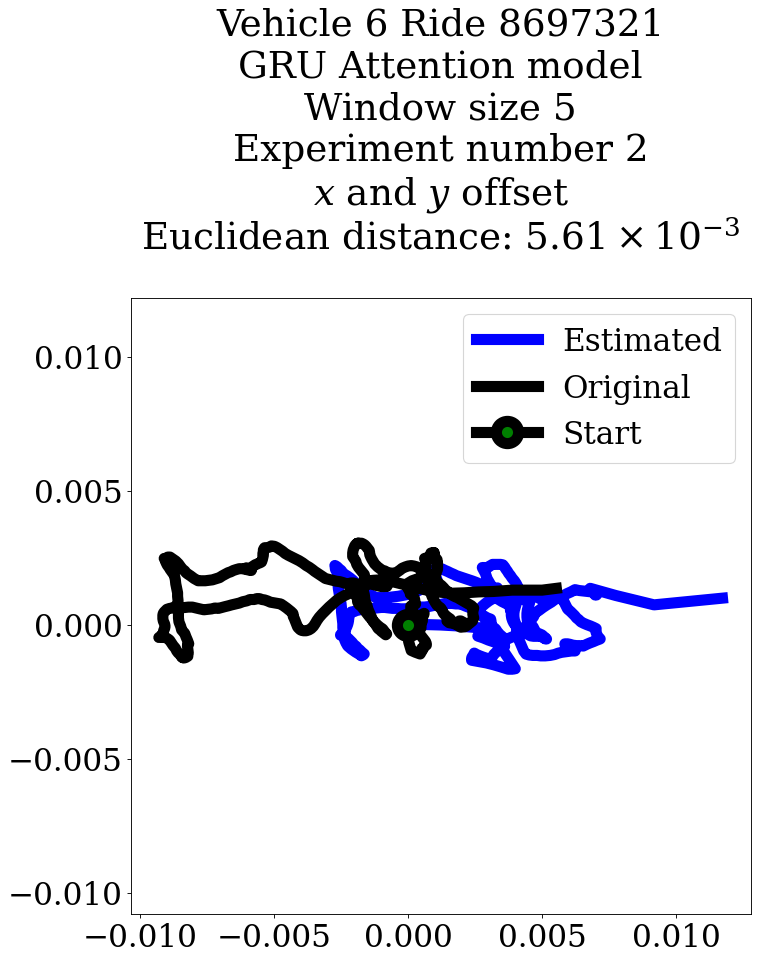 Vehicle 6 Ride 8697321
GRU Attention model
Window size 5
Experiment number 2
x and y offset
Euclidean distance: 5.61 × 10⁻³
Estimated
Original
Start
0.010
0.005
0.000
−0.005
−0.010
−0.010 −0.005 0.000 0.005 0.010